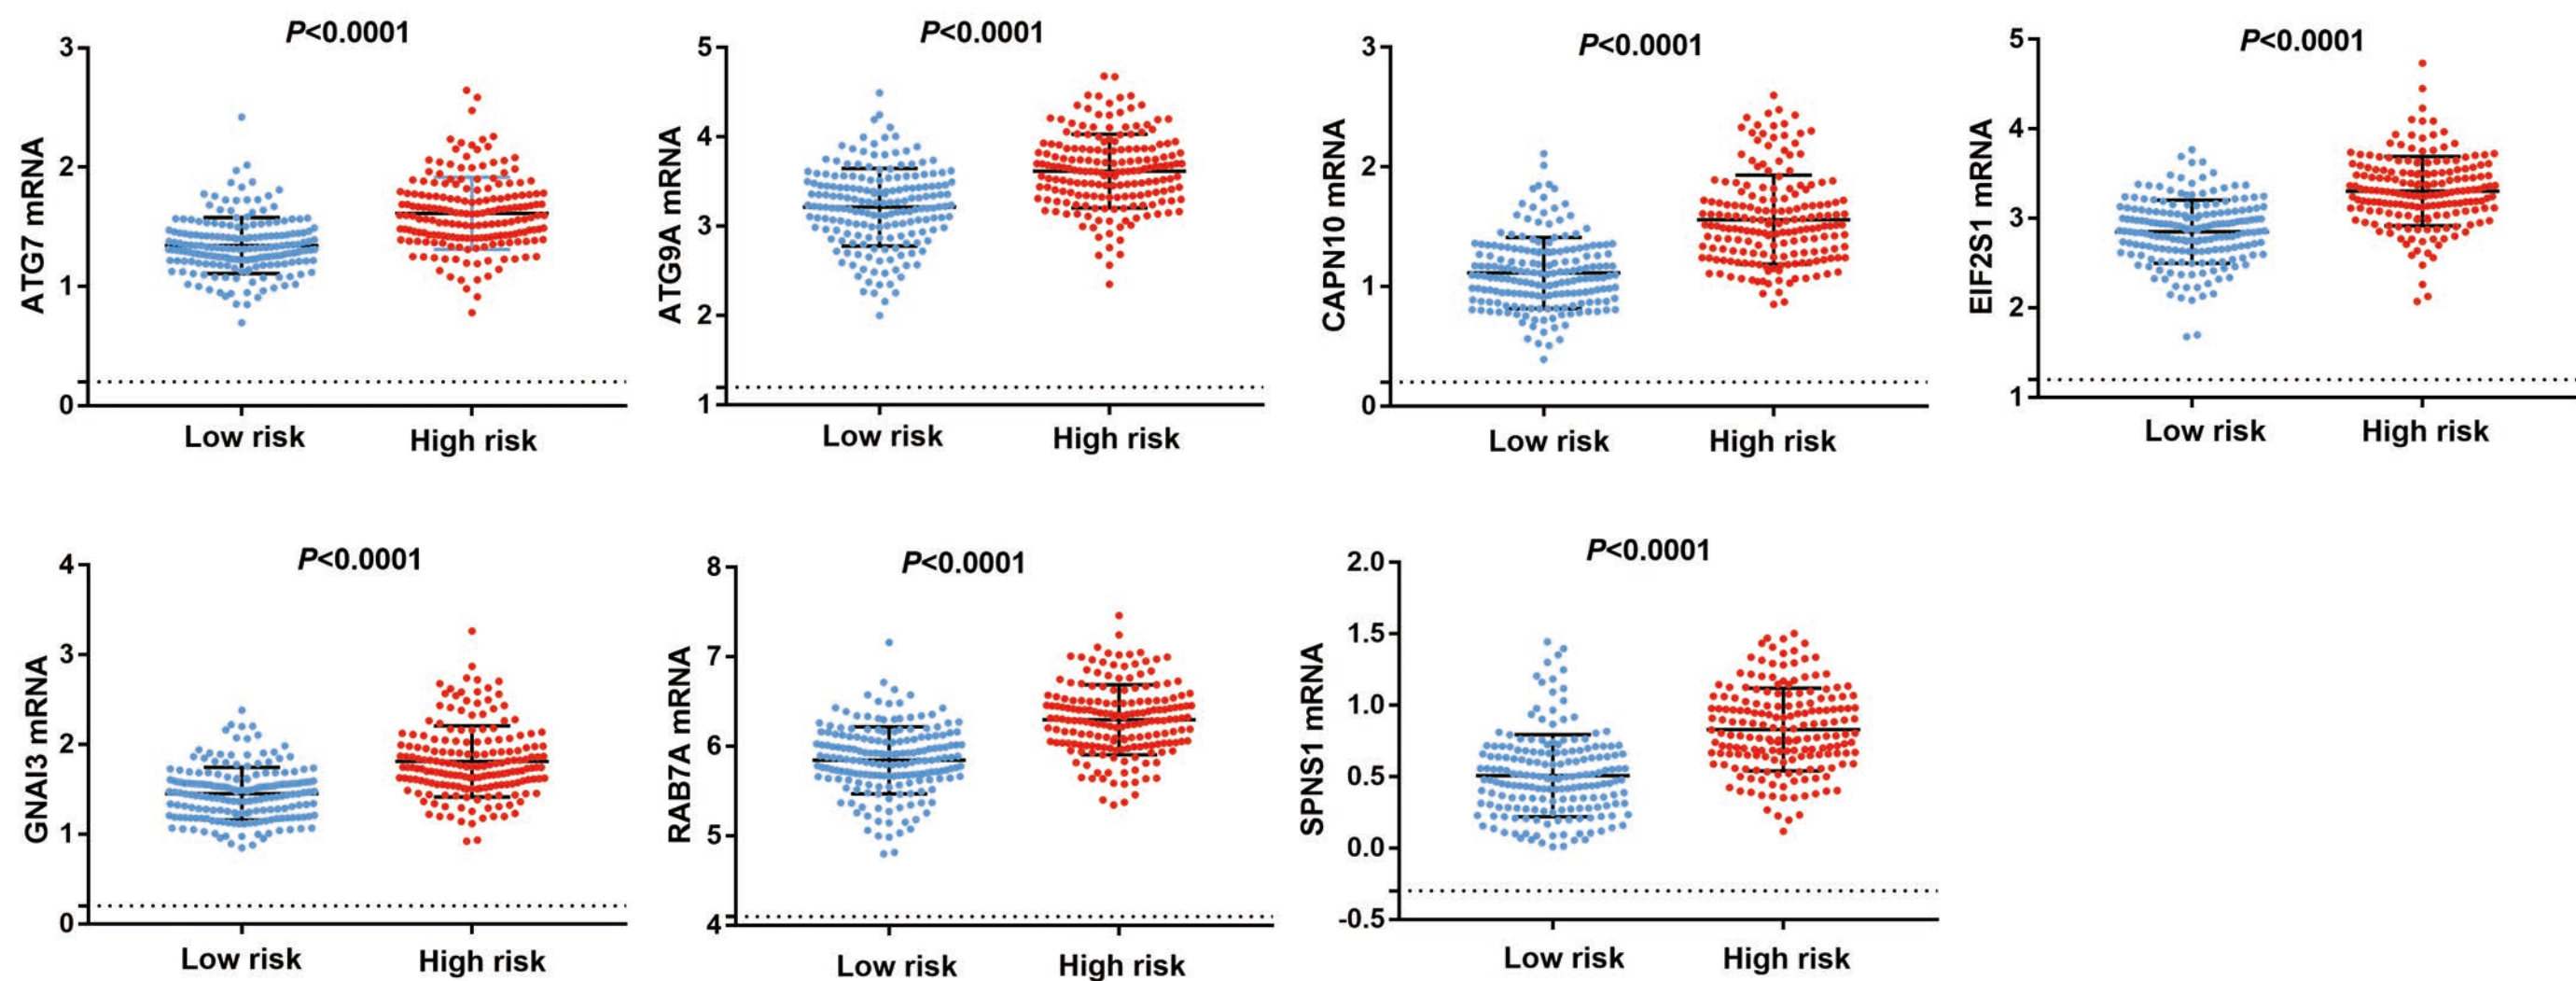 P<0.0001
ATG7 mRNA
3
2
1
0
Low risk
High risk
P<0.0001
ATG9A mRNA
5
4
3
2
1
Low risk
High risk
P<0.0001
CAPN10 mRNA
3
2
1
0
Low risk
High risk
P<0.0001
EIF2S1 mRNA
5
4
3
2
1
Low risk
High risk
P<0.0001
GNAI3 mRNA
4
3
2
1
0
Low risk
High risk
P<0.0001
RAB7A mRNA
8
7
6
5
4
Low risk
High risk
P<0.0001
SPNS1 mRNA
2.0
1.5
1.0
0.5
0.0
-0.5
Low risk
High risk